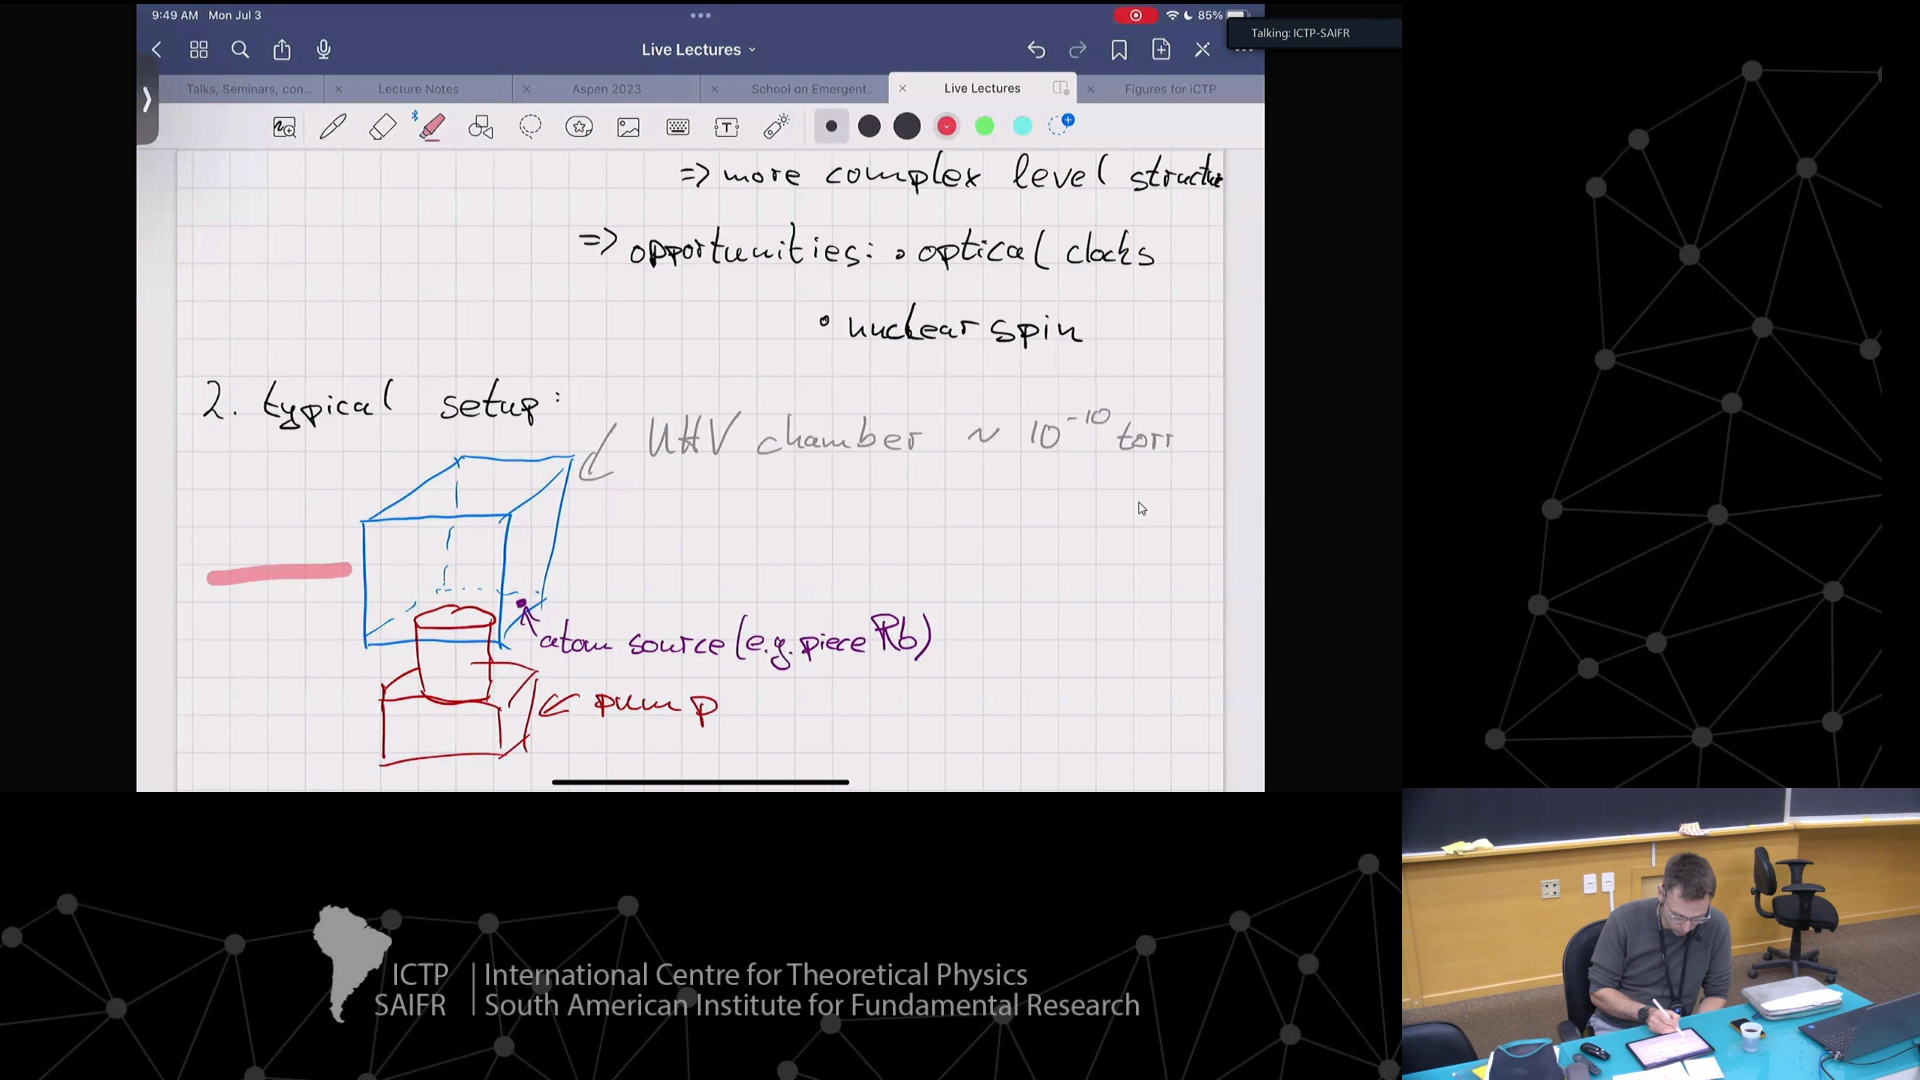 9:49 AM Mon Jul 3
85%
Talking: ICTP-SAIFR
Live Lectures
Talks, Seminars, con...
Lecture Notes
Aspen 2023
School on Emergent...
Live Lectures
Figures for iCTP
=> more complex level structure
=> opportunities: • optical clocks
• nuclear spin
2. typical setup:
UHV chamber ~ 10^-10 torr
atom source (e.g. piece Rb)
pump
ICTP | International Centre for Theoretical Physics
SAIFR | South American Institute for Fundamental Research